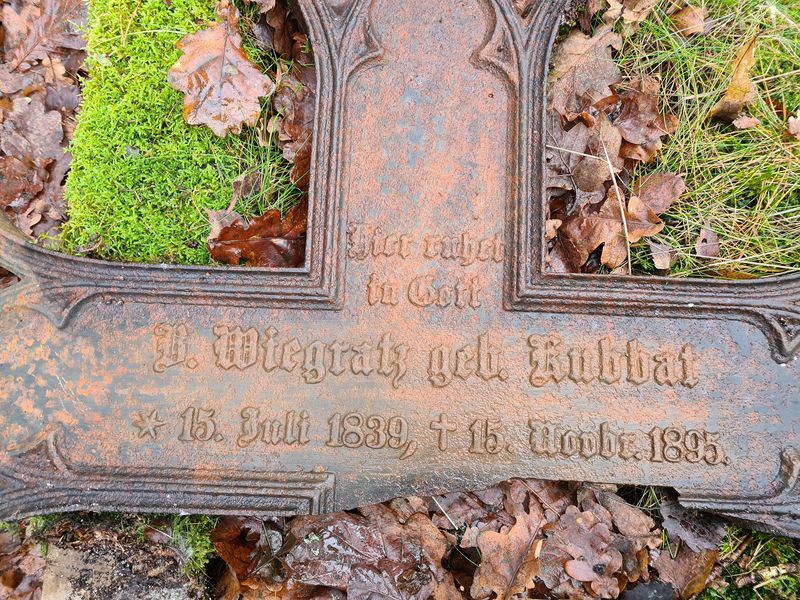 Hier ruhet
in Gott
B. Wiegratz geb. Kubbat
* 15. Juli 1839, † 15. Novbr. 1895.